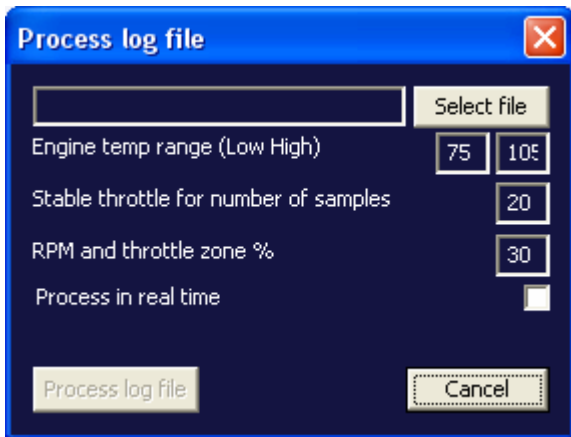 Process log file
Select file
Engine temp range (Low High) 75 105
Stable throttle for number of samples 20
RPM and throttle zone % 30
Process in real time
Process log file Cancel